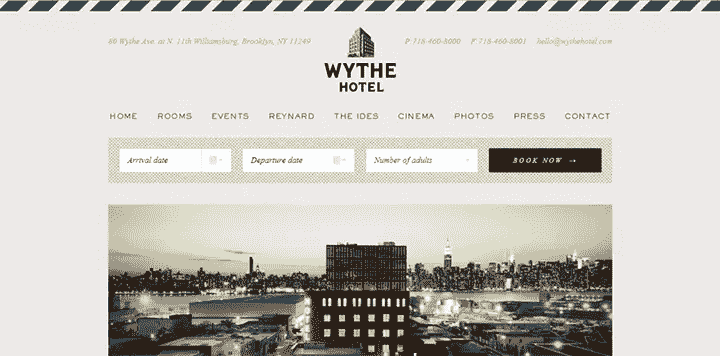 80 Wythe Ave. at N. 11th Williamsburg, Brooklyn, NY 11249
P 718-460-8000 F 718-460-8001 hello@wythehotel.com
WYTHE
HOTEL
HOME ROOMS EVENTS REYNARD THE IDES CINEMA PHOTOS PRESS CONTACT
Arrival date Departure date Number of adults BOOK NOW →